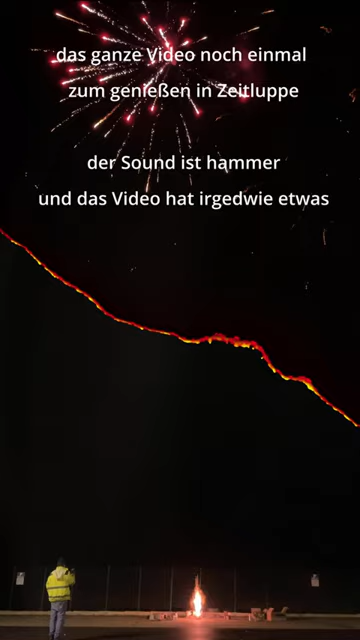 das ganze Video noch einmal
zum genießen in Zeitluppe
der Sound ist hammer
und das Video hat irgedwie etwas